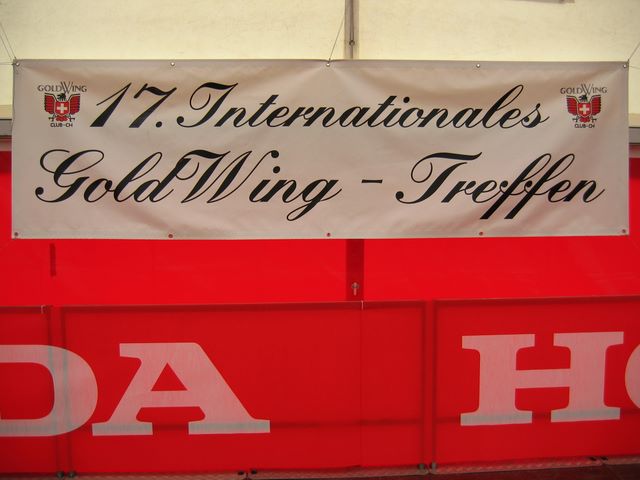 GOLDWING
CLUB-CH
17. Internationales
GOLDWING
CLUB-CH
GoldWing - Treffen
DA
HO